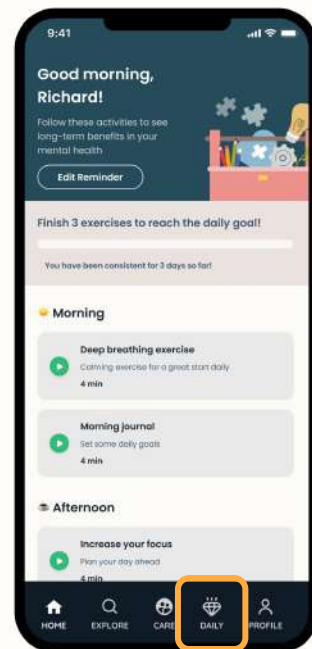 9:41
Good morning,
Richard!
Follow these activities to see
long-term benefits in your
mental health
Edit Reminder
Finish 3 exercises to reach the daily goal!
You have been consistent for 3 days so far!
Morning
Deep breathing exercise
Calming exercise for a great start daily
4 min
Morning journal
Set some daily goals
4 min
Afternoon
Increase your focus
Plan your day ahead
4 min
HOME EXPLORE CARE DAILY PROFILE